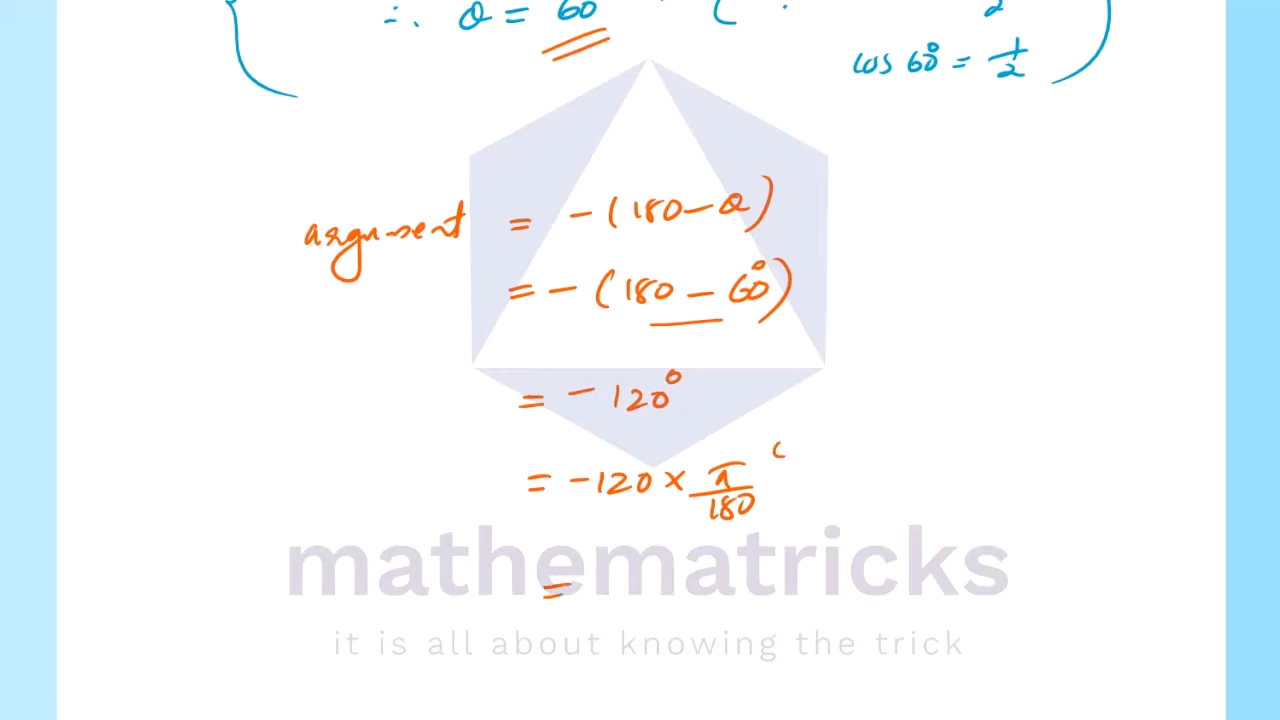 ∴ θ = 60
cos 60° = 1/2
argument = -(180 - θ)
= -(180 - 60°)
= -120°
= -120 × π/180
=
mathematricks
it is all about knowing the trick